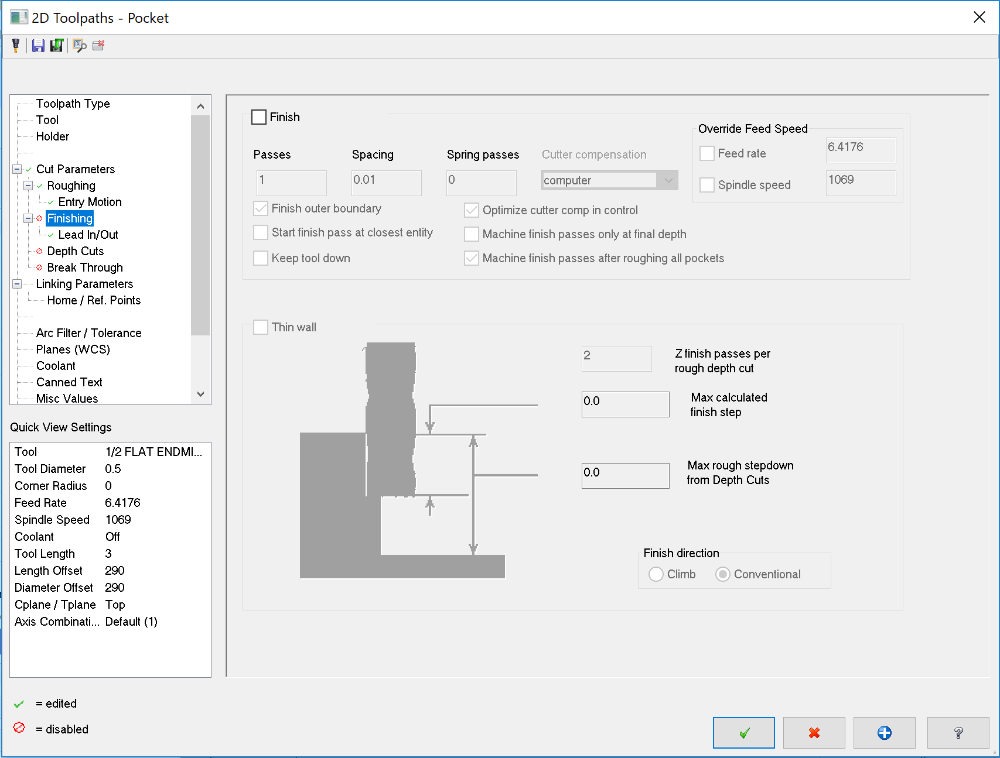 2D Toolpaths - Pocket
Toolpath Type
Tool
Holder
Cut Parameters
Roughing
Entry Motion
Finishing
Lead In/Out
Depth Cuts
Break Through
Linking Parameters
Home / Ref. Points
Arc Filter / Tolerance
Planes (WCS)
Coolant
Canned Text
Misc Values
Quick View Settings
Tool 1/2 FLAT ENDMI...
Tool Diameter 0.5
Corner Radius 0
Feed Rate 6.4176
Spindle Speed 1069
Coolant Off
Tool Length 3
Length Offset 290
Diameter Offset 290
Cplane / Tplane Top
Axis Combinati... Default (1)
= edited
= disabled
Finish
Passes Spacing Spring passes Cutter compensation
1 0.01 0 computer
Override Feed Speed
Feed rate 6.4176
Spindle speed 1069
Finish outer boundary
Start finish pass at closest entity
Keep tool down
Optimize cutter comp in control
Machine finish passes only at final depth
Machine finish passes after roughing all pockets
Thin wall
2 Z finish passes per
rough depth cut
0.0 Max calculated
finish step
0.0 Max rough stepdown
from Depth Cuts
Finish direction
Climb Conventional
?